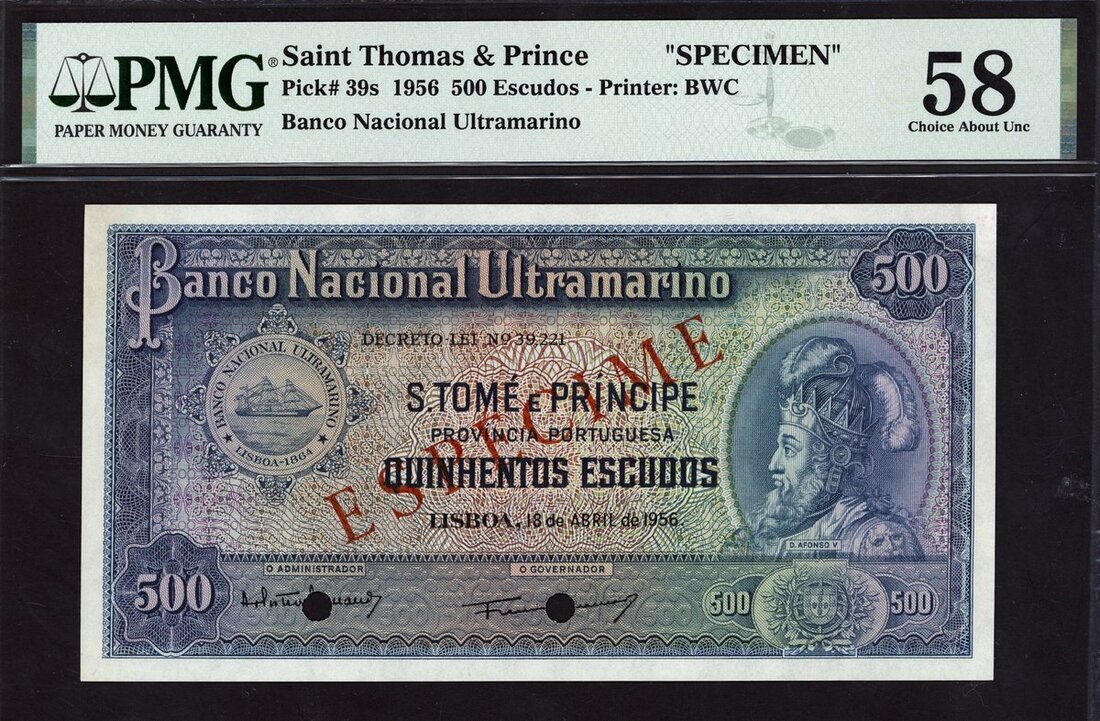 PMG®
PAPER MONEY GUARANTY
Saint Thomas & Prince "SPECIMEN"
Pick# 39s 1956 500 Escudos - Printer: BWC
Banco Nacional Ultramarino
58
Choice About Unc
Banco Nacional Ultramarino
500
DECRETO LEI Nº 39.221
BANCO NACIONAL ULTRAMARINO
LISBOA-1864
S.TOMÉ E PRÍNCIPE
PROVÍNCIA PORTUGUESA
QUINHENTOS ESCUDOS
ESPÉCIME
LISBOA, 18 de ABRIL de 1956.
D. AFONSO V
O ADMINISTRADOR
O GOVERNADOR
500
500
500